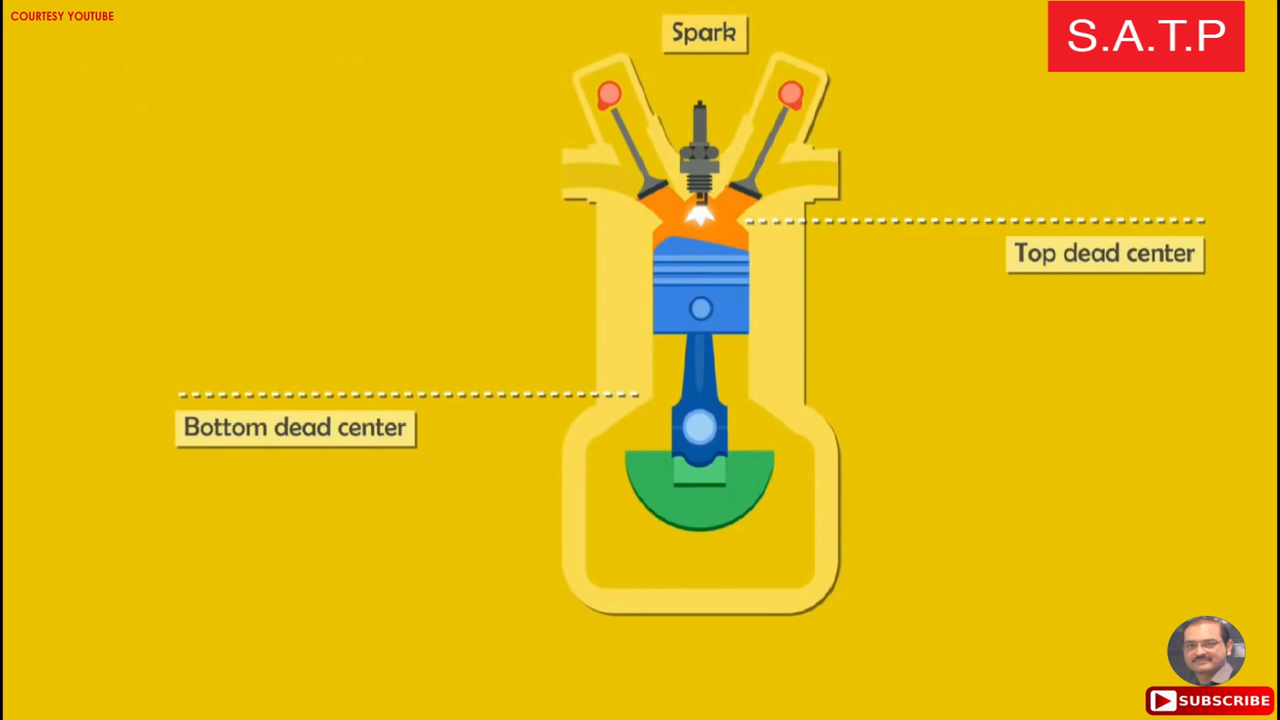 COURTESY YOUTUBE
Spark
S.A.T.P
Top dead center
Bottom dead center
SUBSCRIBE